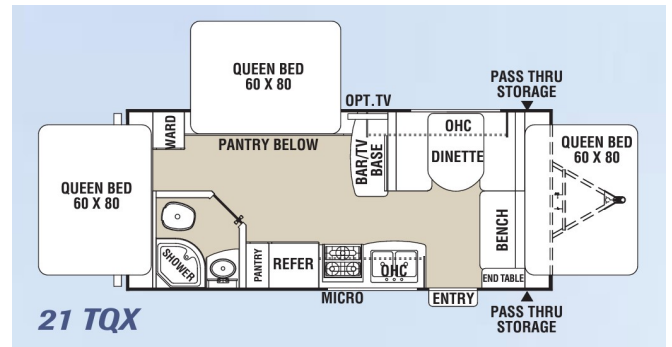 QUEEN BED
60 X 80
PASS THRU
STORAGE
OPT.TV
WARD
PANTRY BELOW
BAR/TV
BASE
OHC
DINETTE
QUEEN BED
60 X 80
QUEEN BED
60 X 80
BENCH
SHOWER
PANTRY
REFER
OHC
END TABLE
MICRO
ENTRY
PASS THRU
STORAGE
21 TQX